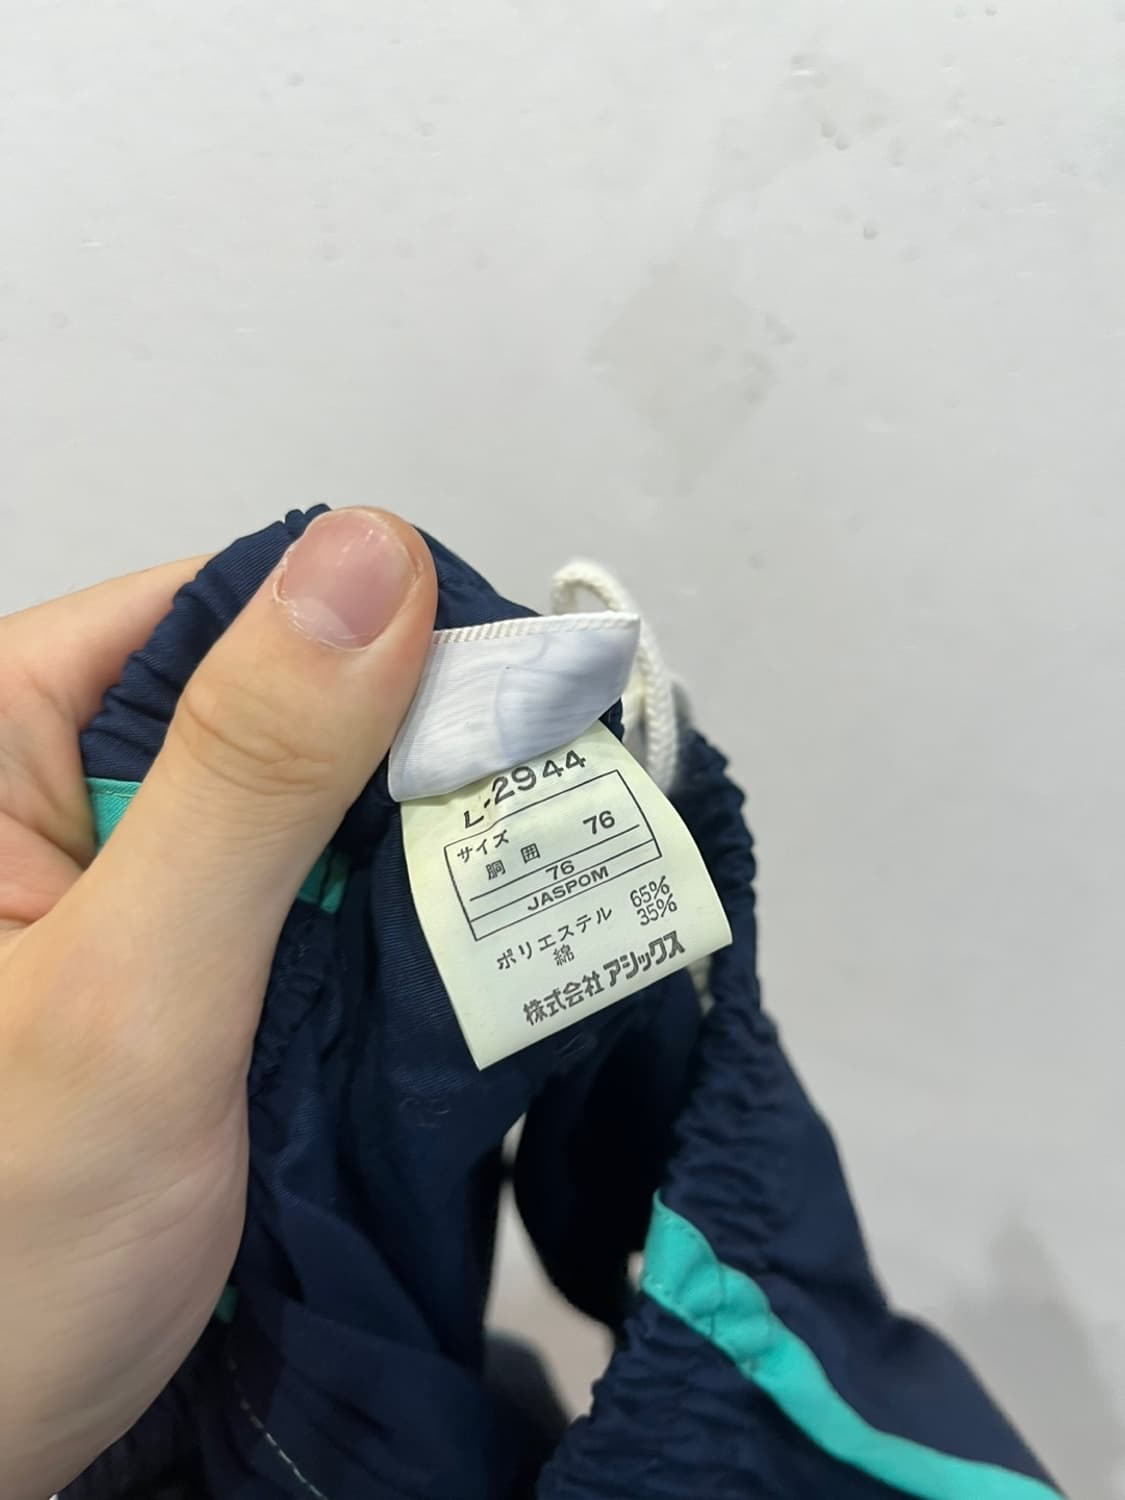 L-2944
サイズ 76
胴囲 76
JASPOM
ポリエステル 65%
綿 35%
株式会社アシックス